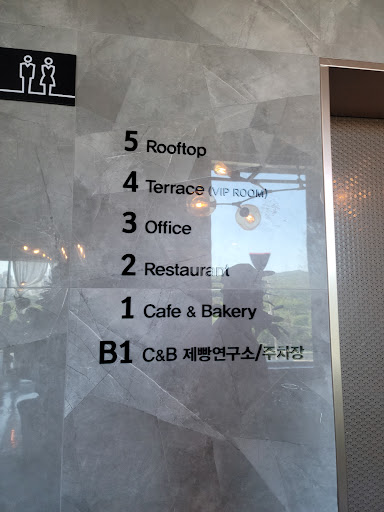 5 Rooftop
4 Terrace (VIP ROOM)
3 Office
2 Restaurant
1 Cafe & Bakery
B1 C&B 제빵연구소/주차장